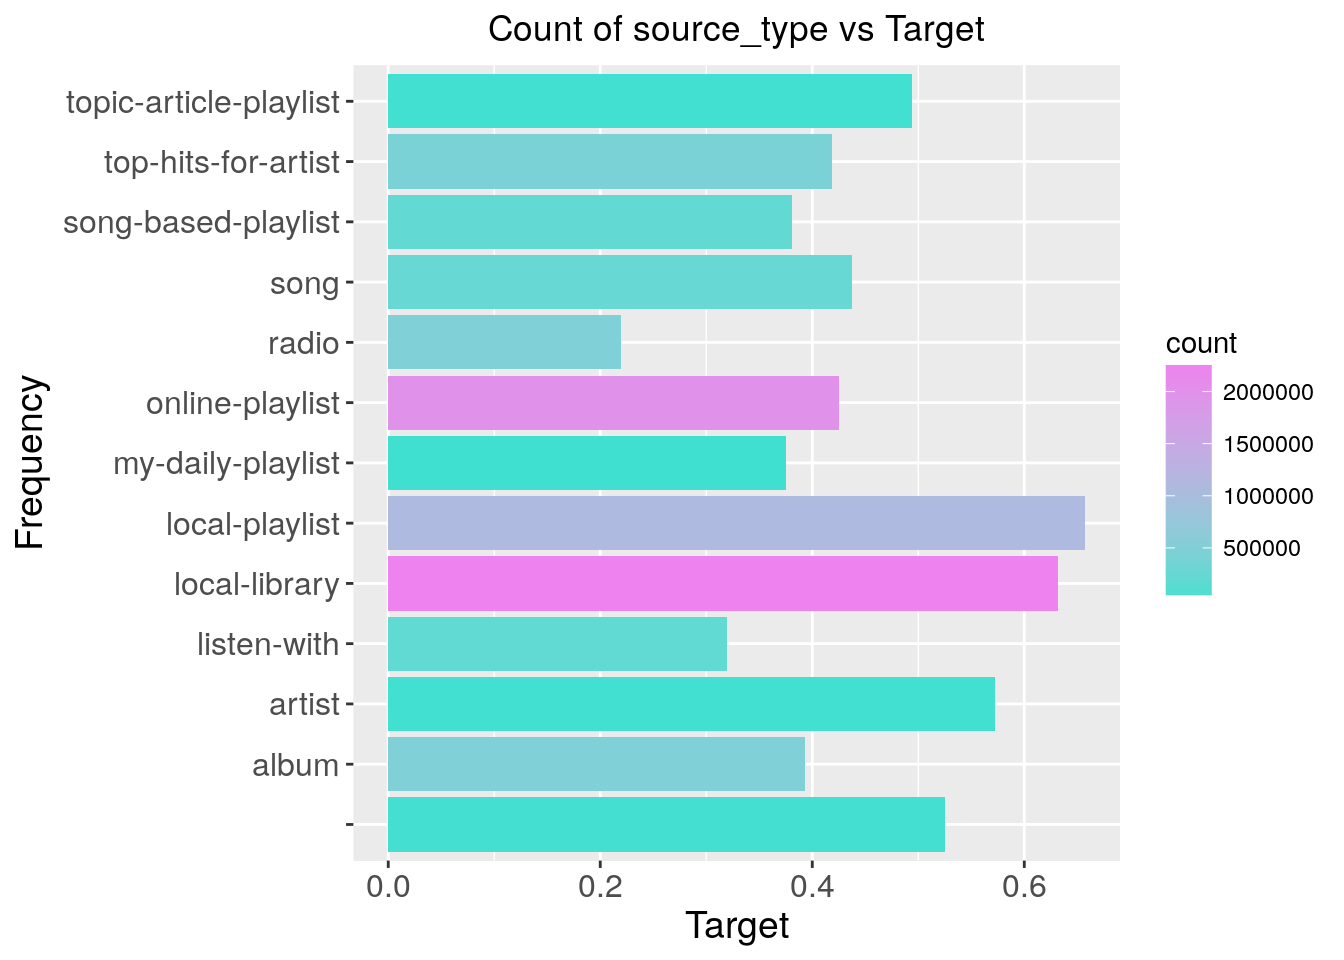 Count of source_type vs Target
topic-article-playlist
top-hits-for-artist
song-based-playlist
song
radio
online-playlist
my-daily-playlist
local-playlist
local-library
listen-with
artist
album
Frequency
0.0 0.2 0.4 0.6
Target
count
2000000
1500000
1000000
500000